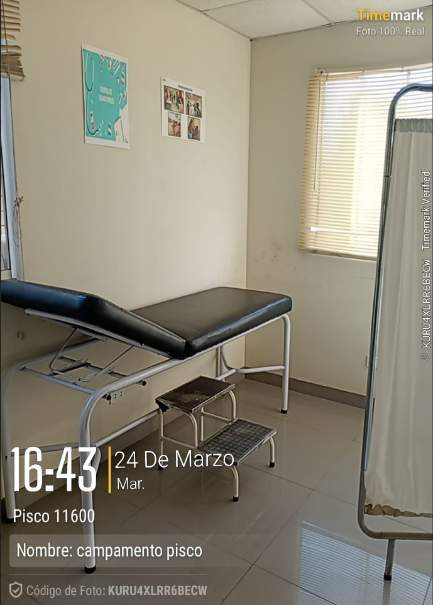 Timemark
Foto 100% Real
KURU4XLRR6BECW Timemark Verified
16:43
24 De Marzo
Mar.
Pisco 11600
Nombre: campamento pisco
Código de Foto: KURU4XLRR6BECW